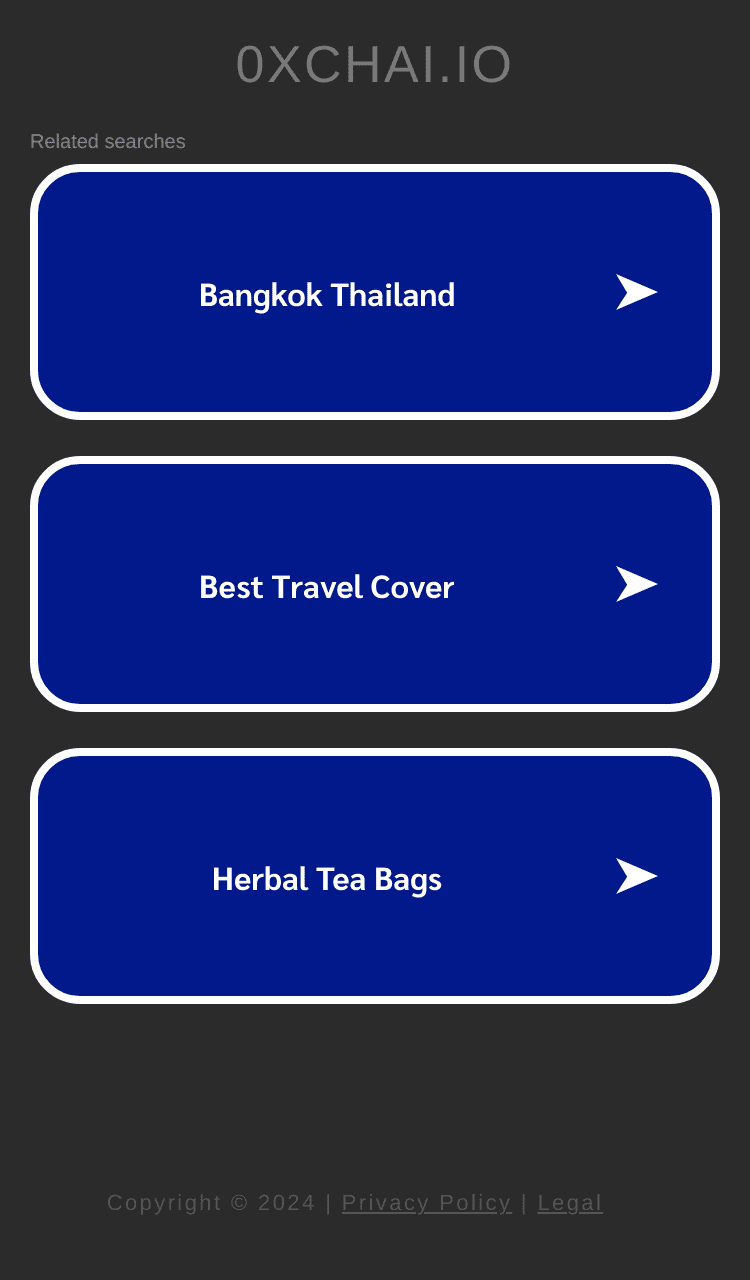 0XCHAI.IO
Related searches
Bangkok Thailand
Best Travel Cover
Herbal Tea Bags
Copyright © 2024 | Privacy Policy | Legal